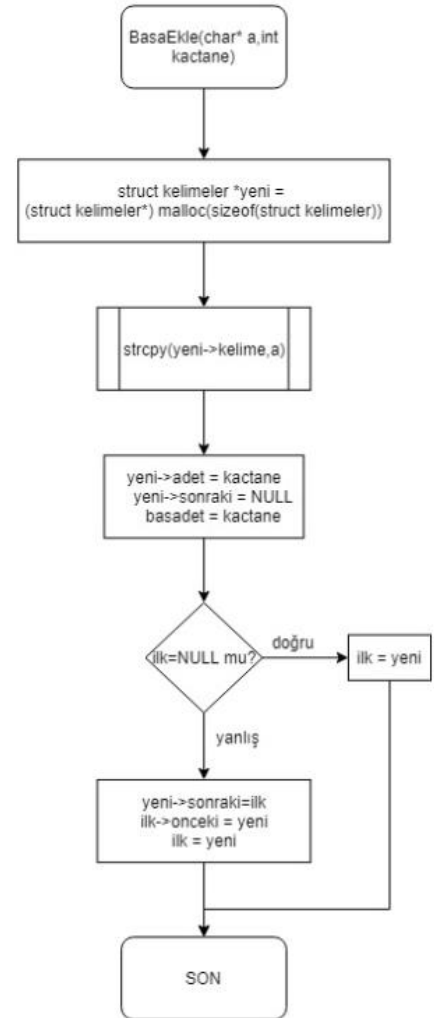 BasaEkle(char* a,int
kactane)
struct kelimeler *yeni =
(struct kelimeler*) malloc(sizeof(struct kelimeler))
strcpy(yeni->kelime,a)
yeni->adet = kactane
yeni->sonraki = NULL
basadet = kactane
ilk=NULL mu?
doğru
ilk = yeni
yanlış
yeni->sonraki=ilk
ilk->onceki = yeni
ilk = yeni
SON